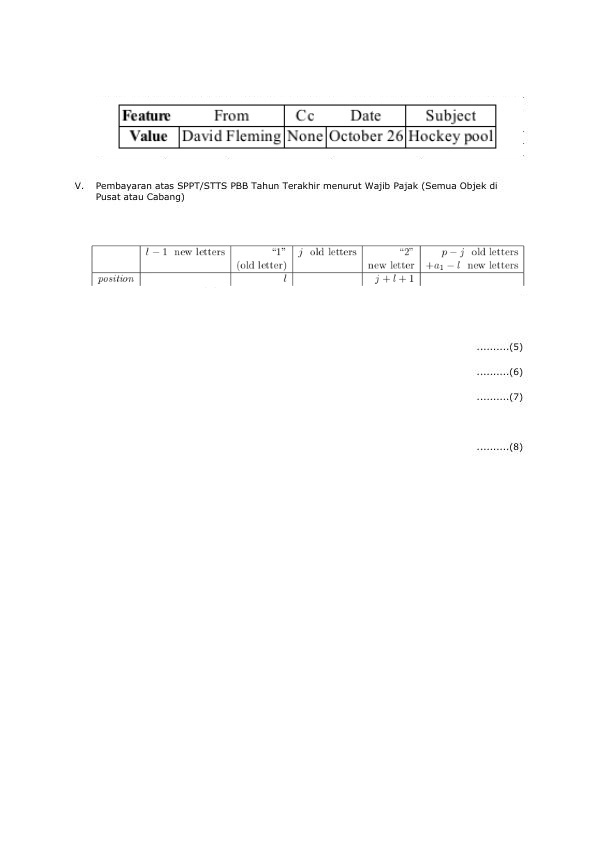 Feature From Cc Date Subject
Value David Fleming None October 26 Hockey pool
V. Pembayaran atas SPPT/STTS PBB Tahun Terakhir menurut Wajib Pajak (Semua Objek di
Pusat atau Cabang)
l − 1 new letters "1" j old letters "2" p − j old letters
(old letter) new letter +a₁ − l new letters
position l j + l + 1
..........(5)
..........(6)
..........(7)
..........(8)